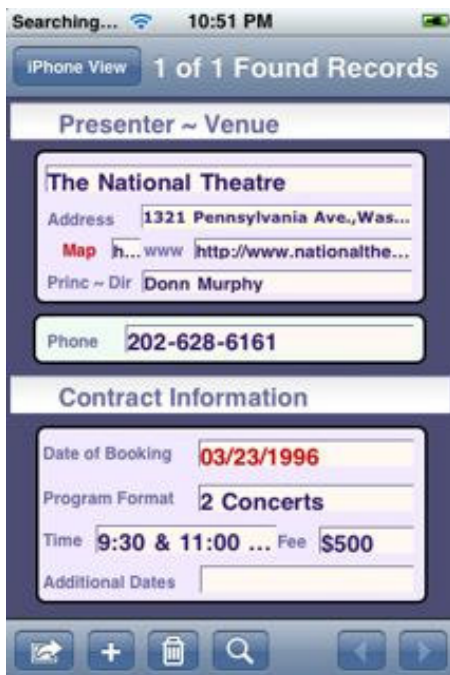 Searching... 10:51 PM
iPhone View 1 of 1 Found Records
Presenter ~ Venue
The National Theatre
Address 1321 Pennsylvania Ave.,Was...
Map h... www http://www.nationalthe...
Princ ~ Dir Donn Murphy
Phone 202-628-6161
Contract Information
Date of Booking 03/23/1996
Program Format 2 Concerts
Time 9:30 & 11:00 ... Fee $500
Additional Dates